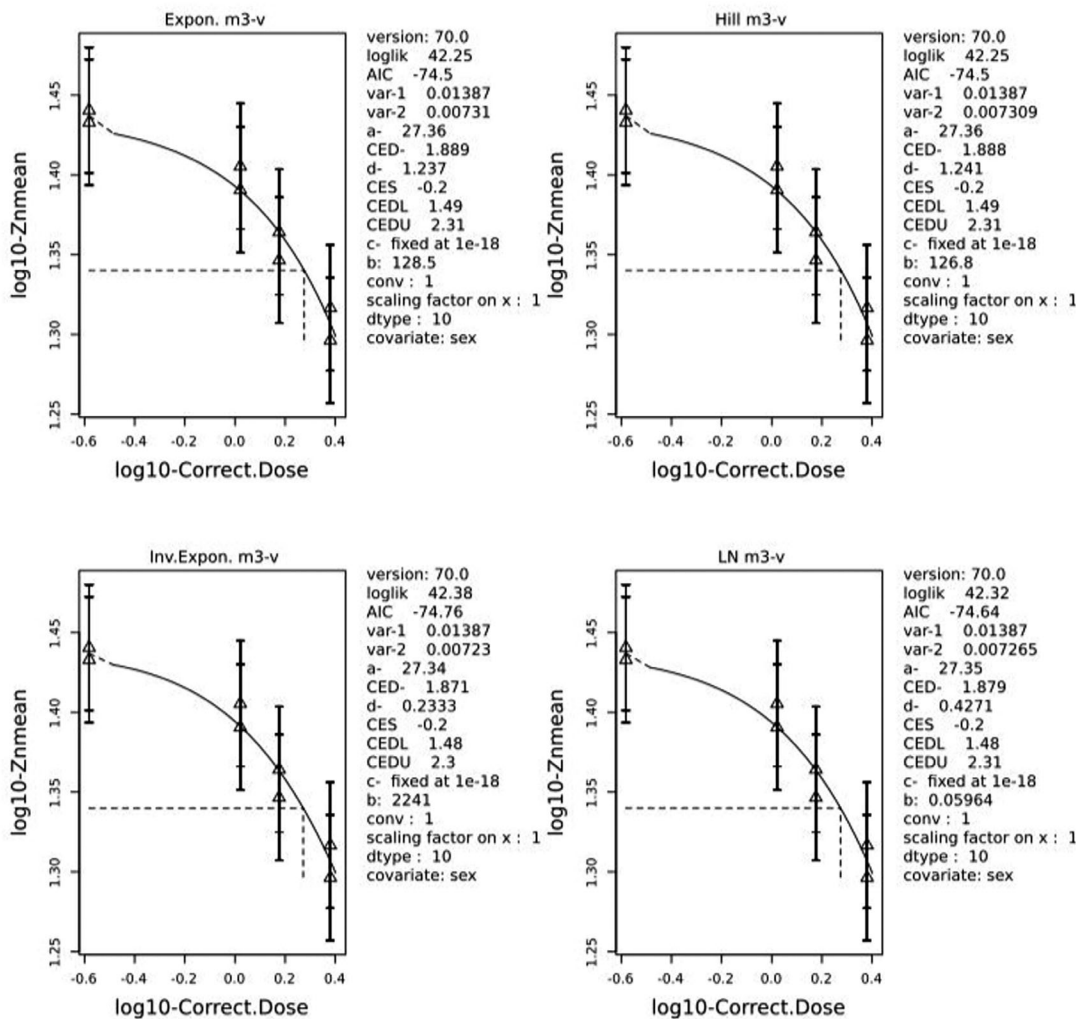 Expon. m3-v
log10-Znmean
1.45
1.40
1.35
1.30
1.25
-0.6 -0.4 -0.2 0.0 0.2 0.4
log10-Correct.Dose
version: 70.0
loglik 42.25
AIC -74.5
var-1 0.01387
var-2 0.00731
a- 27.36
CED- 1.889
d- 1.237
CES -0.2
CEDL 1.49
CEDU 2.31
c- fixed at 1e-18
b: 128.5
conv : 1
scaling factor on x : 1
dtype : 10
covariate: sex
Hill m3-v
log10-Znmean
1.45
1.40
1.35
1.30
1.25
-0.6 -0.4 -0.2 0.0 0.2 0.4
log10-Correct.Dose
version: 70.0
loglik 42.25
AIC -74.5
var-1 0.01387
var-2 0.007309
a- 27.36
CED- 1.888
d- 1.241
CES -0.2
CEDL 1.49
CEDU 2.31
c- fixed at 1e-18
b: 126.8
conv : 1
scaling factor on x : 1
dtype : 10
covariate: sex
Inv.Expon. m3-v
log10-Znmean
1.45
1.40
1.35
1.30
1.25
-0.6 -0.4 -0.2 0.0 0.2 0.4
log10-Correct.Dose
version: 70.0
loglik 42.38
AIC -74.76
var-1 0.01387
var-2 0.00723
a- 27.34
CED- 1.871
d- 0.2333
CES -0.2
CEDL 1.48
CEDU 2.3
c- fixed at 1e-18
b: 2241
conv : 1
scaling factor on x : 1
dtype : 10
covariate: sex
LN m3-v
log10-Znmean
1.45
1.40
1.35
1.30
1.25
-0.6 -0.4 -0.2 0.0 0.2 0.4
log10-Correct.Dose
version: 70.0
loglik 42.32
AIC -74.64
var-1 0.01387
var-2 0.007265
a- 27.35
CED- 1.879
d- 0.4271
CES -0.2
CEDL 1.48
CEDU 2.31
c- fixed at 1e-18
b: 0.05964
conv : 1
scaling factor on x : 1
dtype : 10
covariate: sex